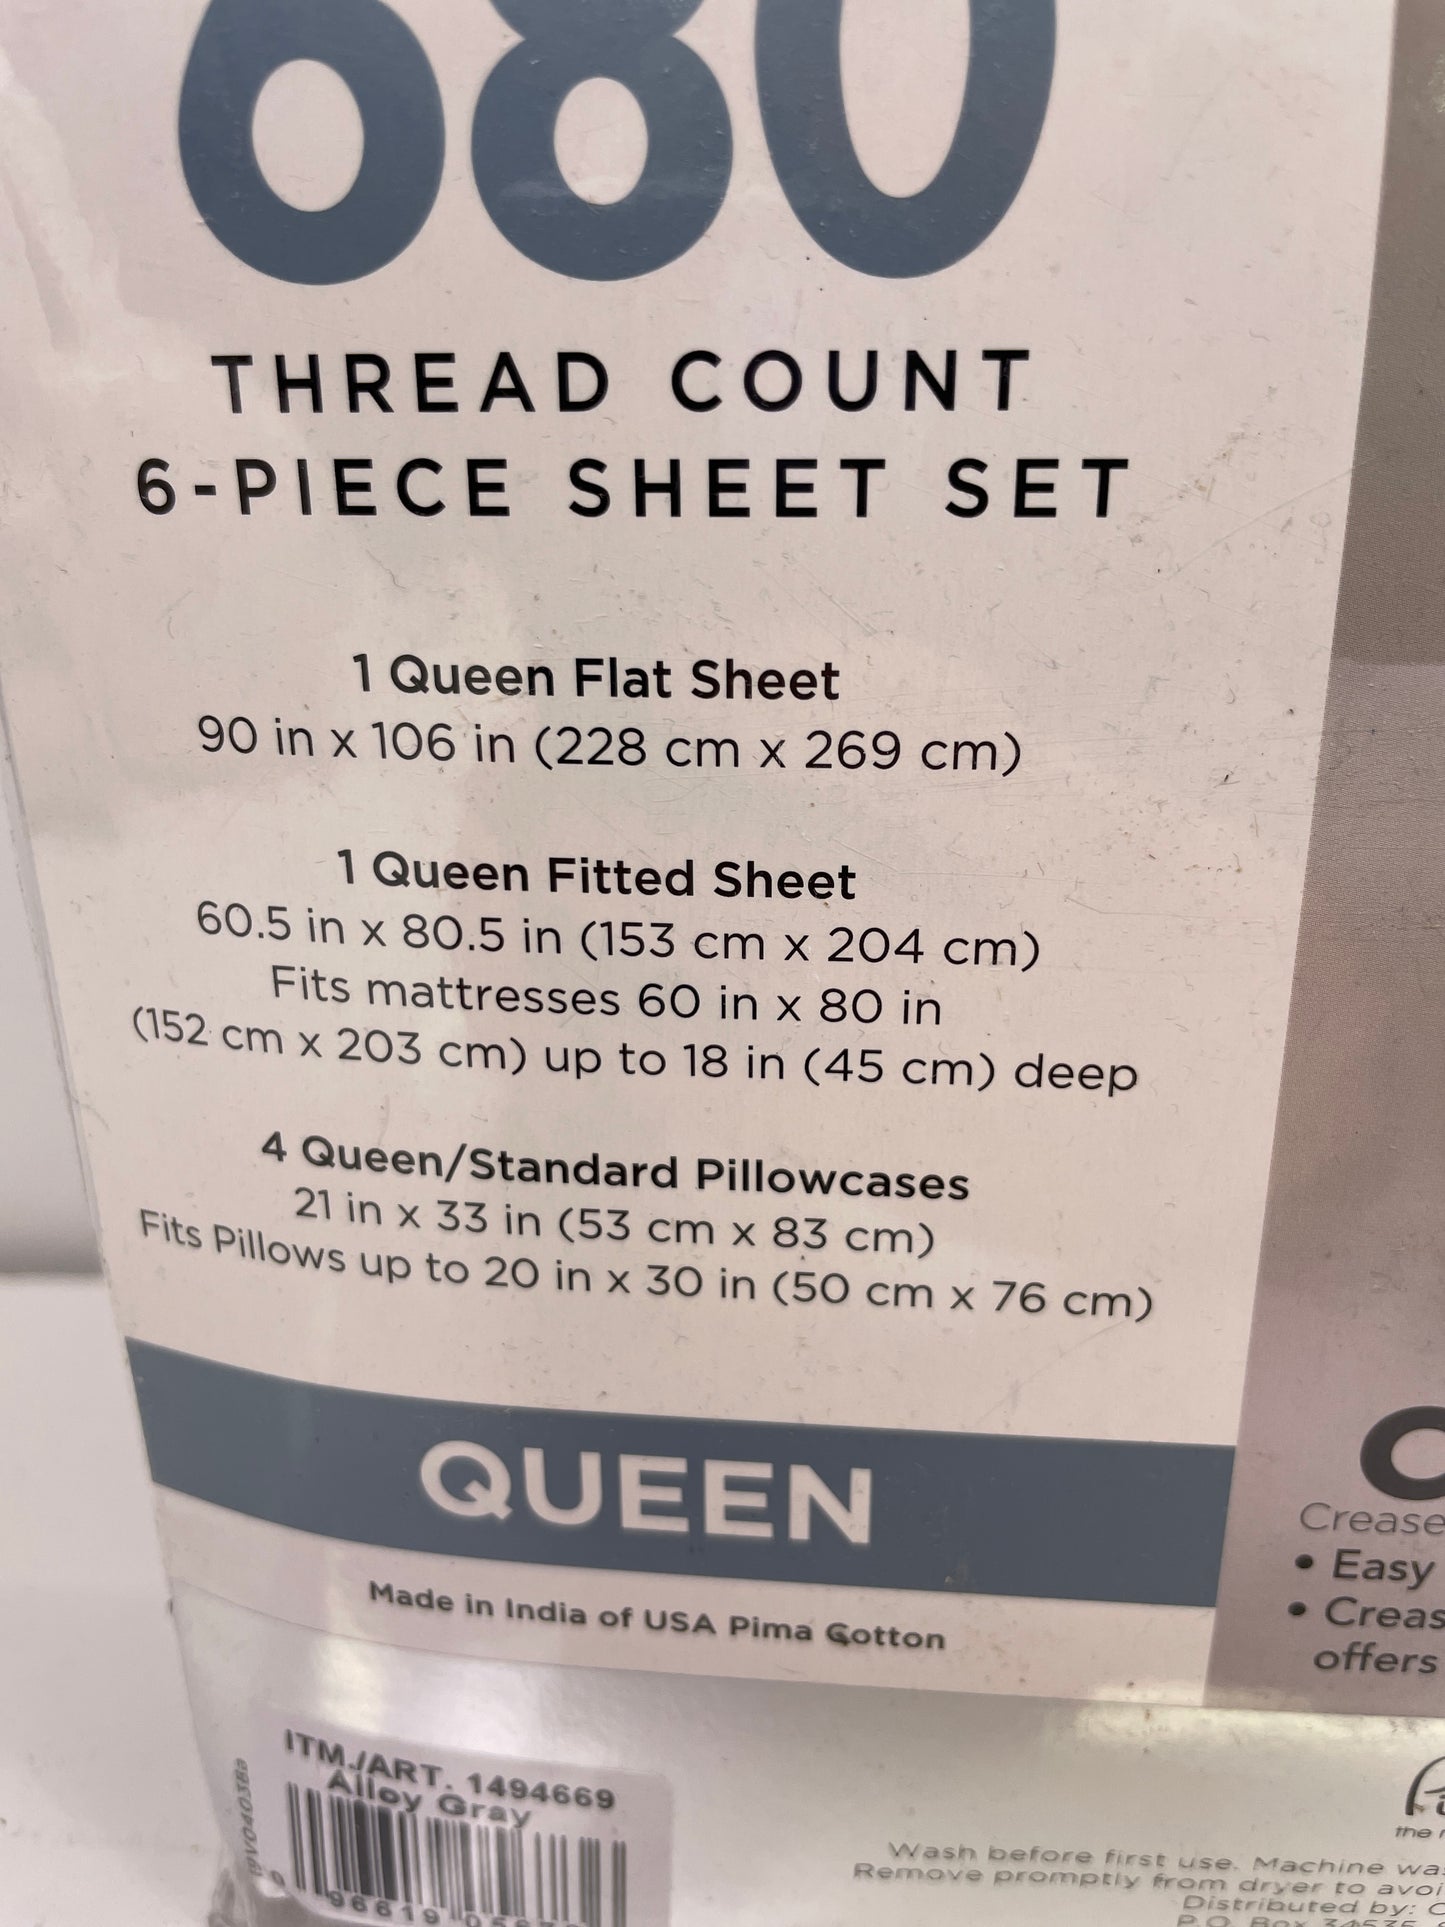 680
THREAD COUNT
6-PIECE SHEET SET
1 Queen Flat Sheet
90 in x 106 in (228 cm x 269 cm)
1 Queen Fitted Sheet
60.5 in x 80.5 in (153 cm x 204 cm)
Fits mattresses 60 in x 80 in
(152 cm x 203 cm) up to 18 in (45 cm) deep
4 Queen/Standard Pillowcases
21 in x 33 in (53 cm x 83 cm)
Fits Pillows up to 20 in x 30 in (50 cm x 76 cm)
QUEEN
Made in India of USA Pima Cotton
Crease
• Easy
• Creas
offers
ITM./ART. 1494669
Alloy Gray
96619
the
Wash before first use. Machine was
Remove promptly from dryer to avoi
Distributed by: C
P.O. Box 34535